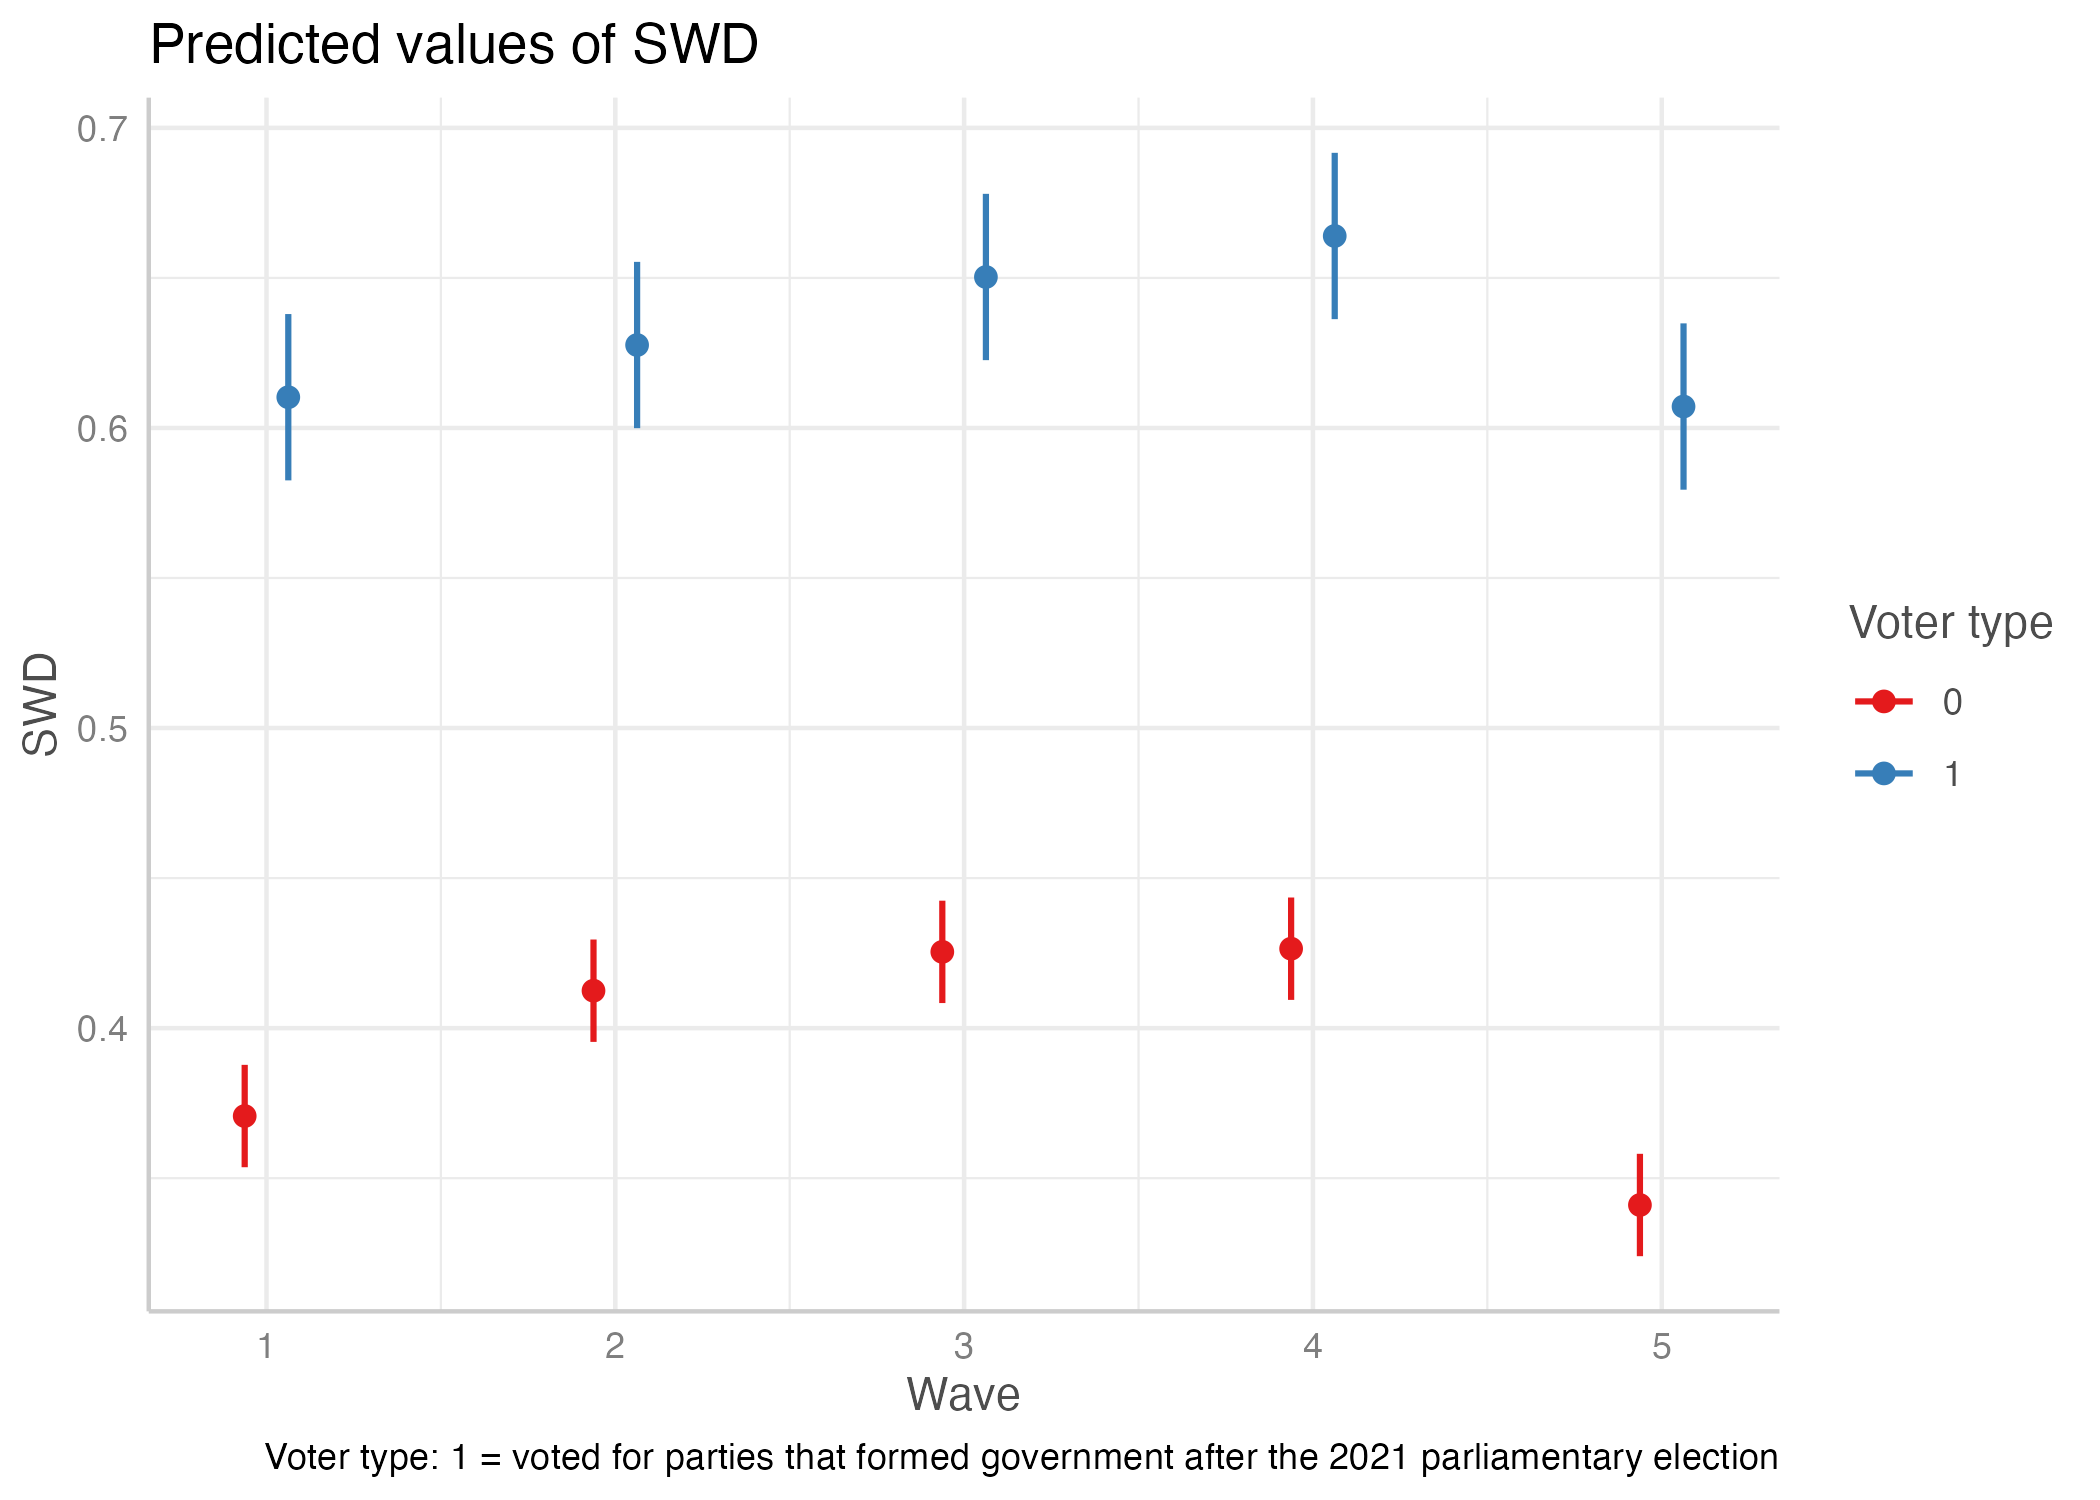 Predicted values of SWD
0.7
0.6
0.5
0.4
SWD
1 2 3 4 5
Wave
Voter type
0
1
Voter type: 1 = voted for parties that formed government after the 2021 parliamentary election